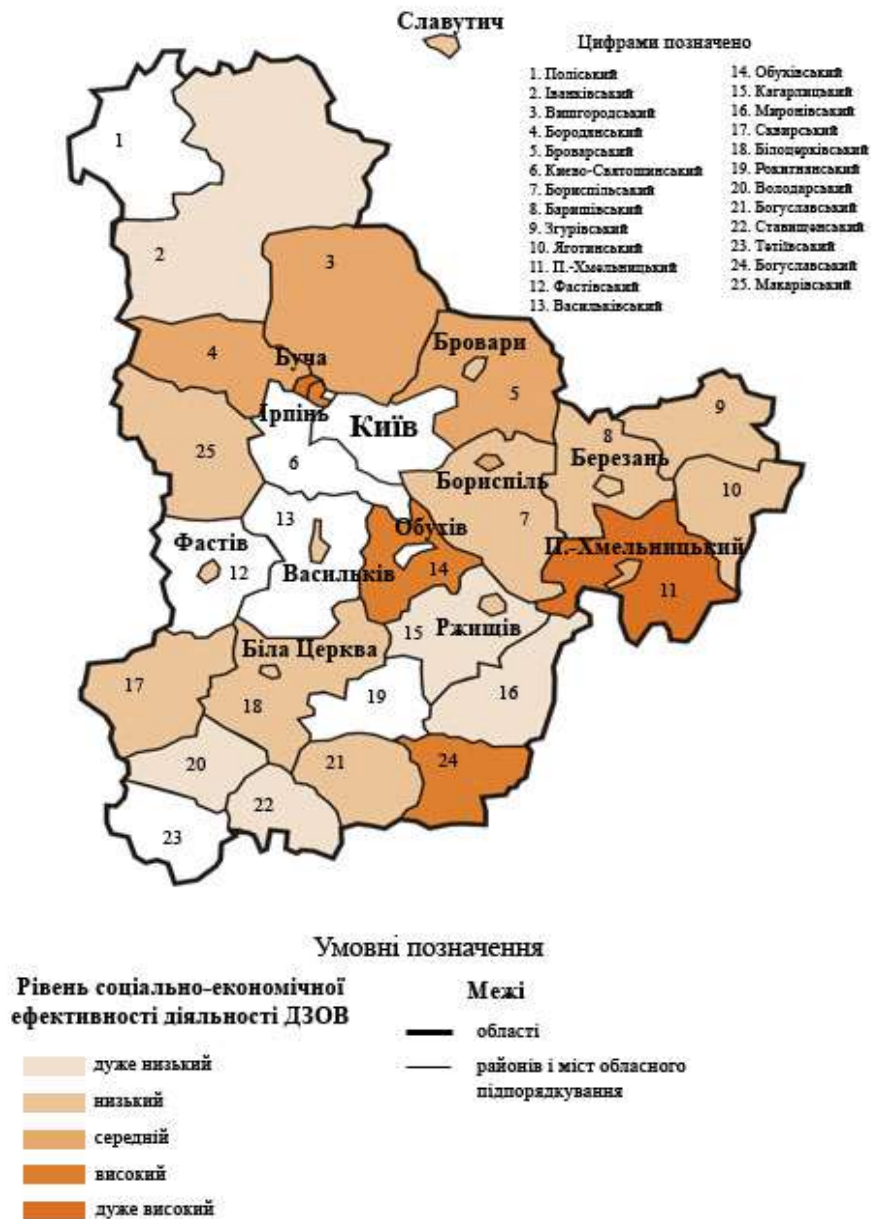 Славутич
Цифрами позначено
1. Поліський
2. Іванківський
3. Вишгородський
4. Бородянський
5. Броварський
6. Києво-Святошинський
7. Бориспільський
8. Баришівський
9. Згурівський
10. Яготинський
11. П.-Хмельницький
12. Фастівський
13. Васильківський
14. Обухівський
15. Кагарлицький
16. Миронівський
17. Сквирський
18. Білоцерківський
19. Рокитнянський
20. Володарський
21. Богуславський
22. Ставищенський
23. Тетіївський
24. Богуславський
25. Макарівський
1
2
3
4
Буча
Бровари
5
Ірпінь
Київ
9
25
6
8
Березань
Бориспіль
10
13
7
Обухів
П.-Хмельницький
Фастів
12
Васильків
14
11
15
Ржищів
Біла Церква
17
18
19
16
20
21
24
22
23
Умовні позначення
Рівень соціально-економічної
ефективності діяльності ДЗОВ
дуже низький
низький
середній
високий
дуже високий
Межі
області
районів і міст обласного
підпорядкування